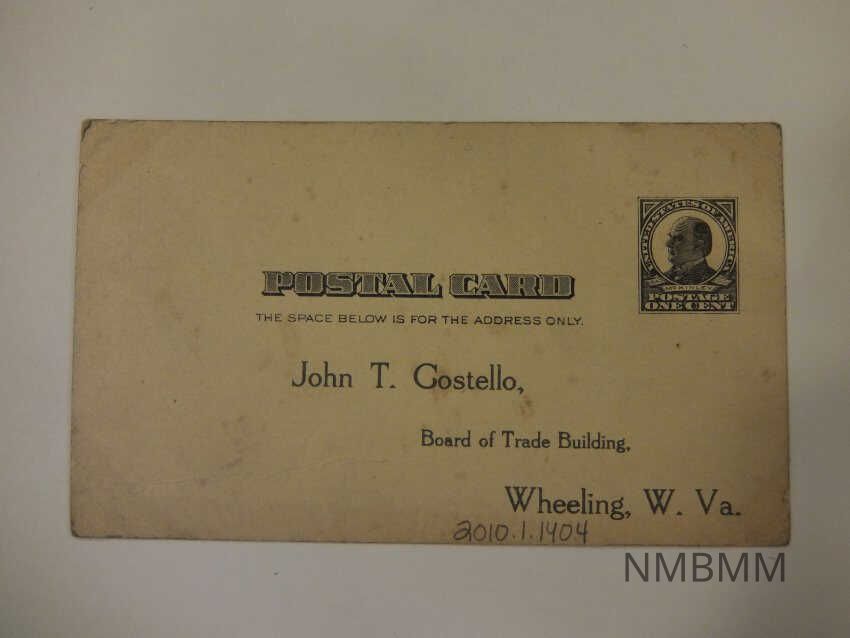 UNITED STATES OF AMERICA
McKINLEY
POSTAGE
ONE CENT
POSTAL CARD
THE SPACE BELOW IS FOR THE ADDRESS ONLY.
John T. Costello,
Board of Trade Building,
Wheeling, W. Va.
2010.1.1404
NMBMM